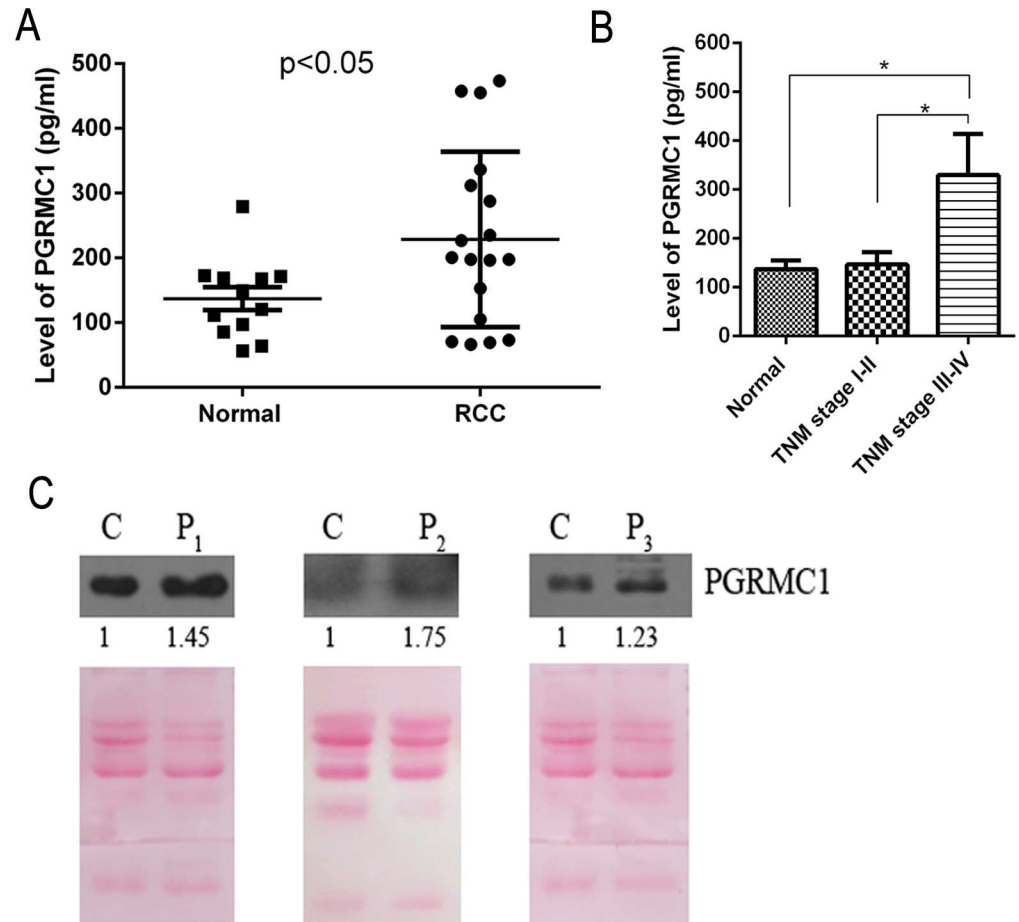 A
Level of PGRMC1 (pg/ml)
p<0.05
500
400
300
200
100
0
Normal RCC
B
Level of PGRMC1 (pg/ml)
600
500
400
300
200
100
0
* 
*
Normal
TNM stage I-II
TNM stage III-IV
C
C P1 C P2 C P3
PGRMC1
1 1.45 1 1.75 1 1.23